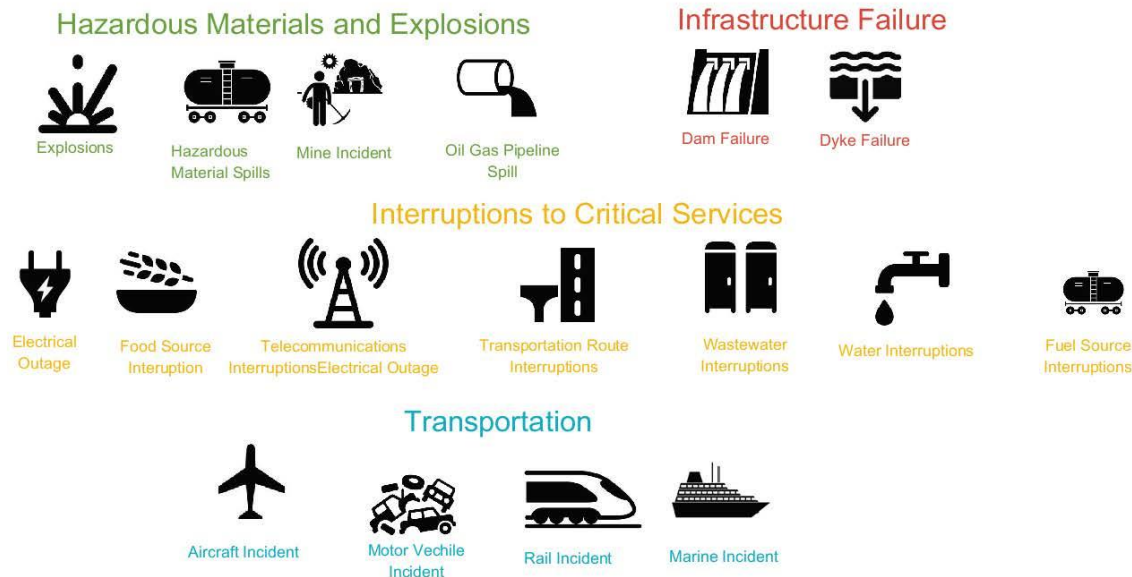 Hazardous Materials and Explosions
Explosions
Hazardous
Material Spills
Mine Incident
Oil Gas Pipeline
Spill
Infrastructure Failure
Dam Failure
Dyke Failure
Interruptions to Critical Services
Electrical
Outage
Food Source
Interuption
Telecommunications
InterruptionsElectrical Outage
Transportation Route
Interruptions
Wastewater
Interruptions
Water Interruptions
Fuel Source
Interruptions
Transportation
Aircraft Incident
Motor Vechile
Incident
Rail Incident
Marine Incident